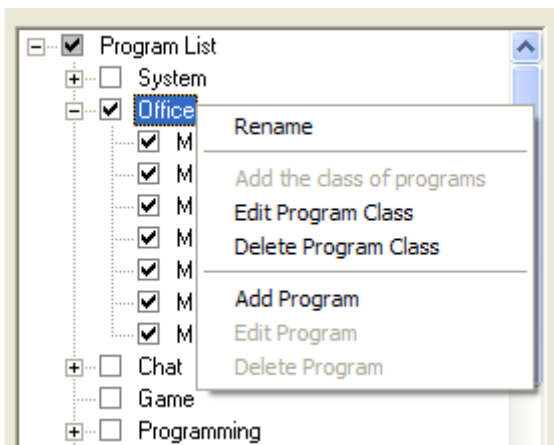 Program List
System
Office
M
M
M
M
M
M
M
Chat
Game
Programming
Rename
Add the class of programs
Edit Program Class
Delete Program Class
Add Program
Edit Program
Delete Program